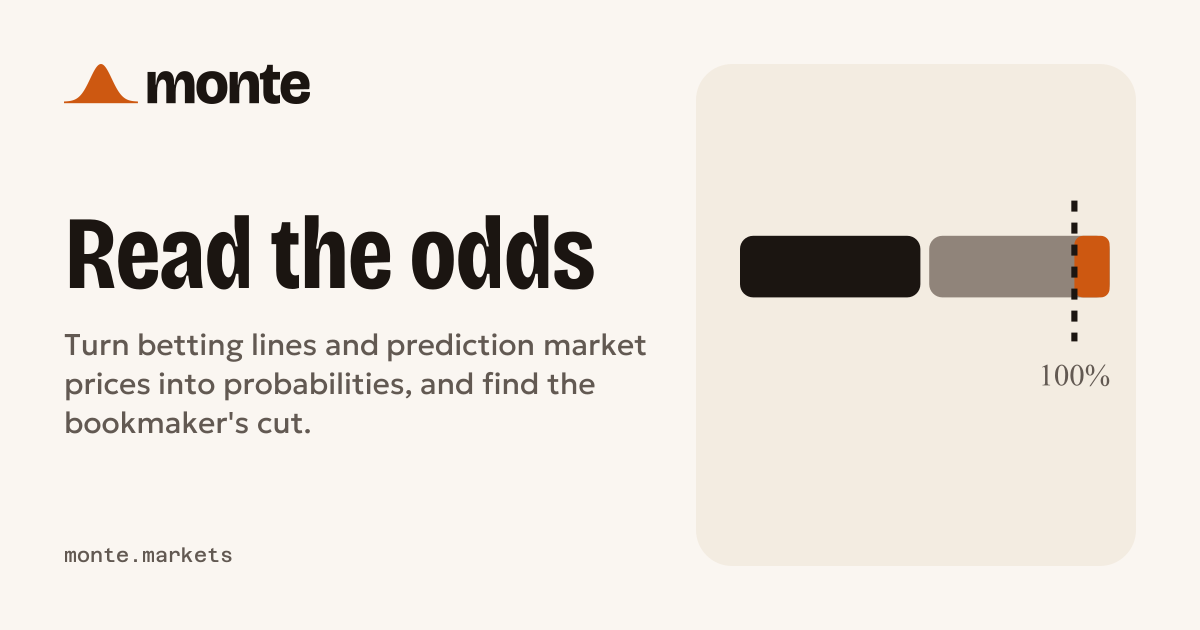 monte
Read the odds
Turn betting lines and prediction market
prices into probabilities, and find the
bookmaker's cut.
100%
monte.markets